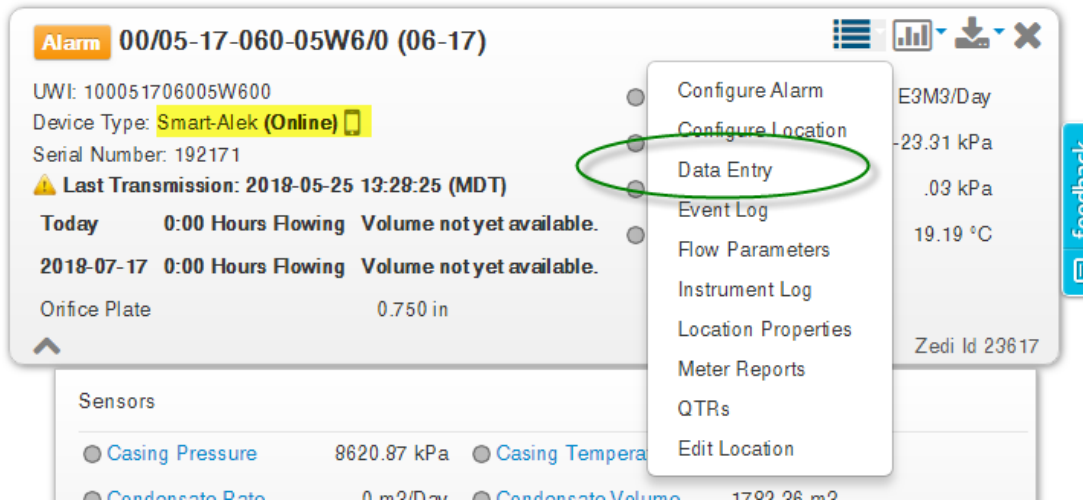 Alarm 00/05-17-060-05W6/0 (06-17)
UWI: 100051706005W600
Device Type: Smart-Alek (Online)
Serial Number: 192171
Last Transmission: 2018-05-25 13:28:25 (MDT)
Today 0:00 Hours Flowing Volume not yet available.
2018-07-17 0:00 Hours Flowing Volume not yet available.
Orifice Plate 0.750 in
Configure Alarm
Configure Location
Data Entry
Event Log
Flow Parameters
Instrument Log
Location Properties
Meter Reports
QTRs
Edit Location
E3M3/Day
-23.31 kPa
.03 kPa
19.19 °C
Zedi Id 23617
feedback
Sensors
Casing Pressure 8620.87 kPa Casing Tempera
Condensate Rate 0 m3/Day Condensate Volume 1783.36 m3